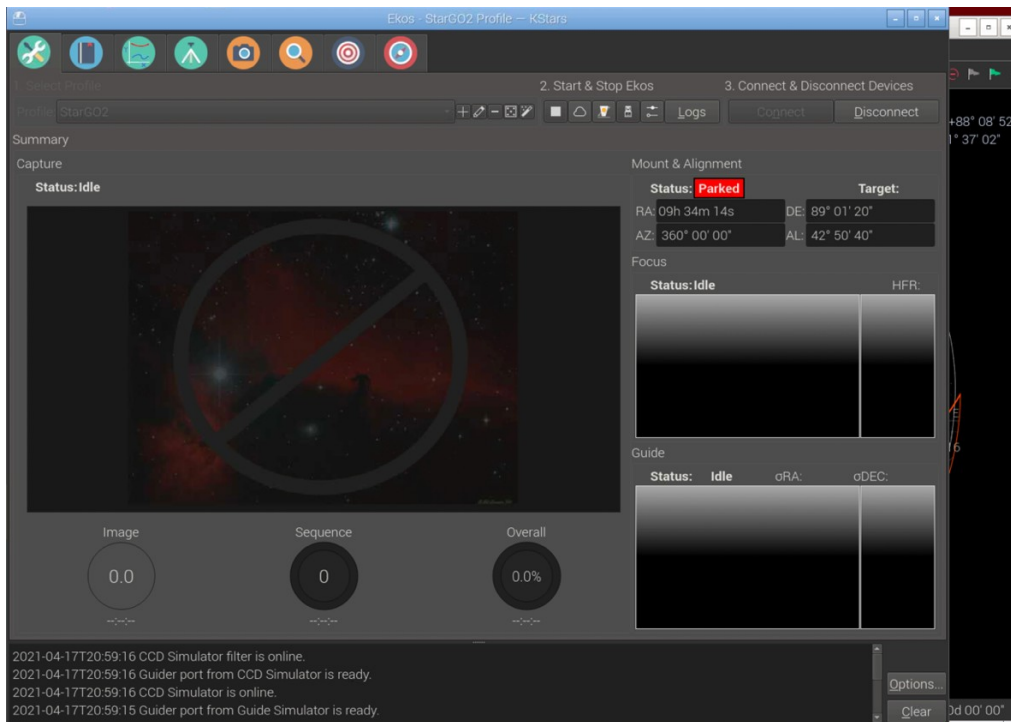 Ekos - StarGO2 Profile — KStars
1. Select Profile
2. Start & Stop Ekos
3. Connect & Disconnect Devices
Profile: StarGO2
Logs
Connect
Disconnect
+88° 08' 52
1° 37' 02"
Summary
Capture
Mount & Alignment
Status: Idle
Status: Parked
Target:
RA: 09h 34m 14s
DE: 89° 01' 20"
AZ: 360° 00' 00"
AL: 42° 50' 40"
Focus
Status: Idle
HFR:
E
6
Guide
Status: Idle
σRA:
σDEC:
Image
Sequence
Overall
0.0
0
0.0%
--:--:--
--:--:--
--:--:--
2021-04-17T20:59:16 CCD Simulator filter is online.
2021-04-17T20:59:16 Guider port from CCD Simulator is ready.
2021-04-17T20:59:16 CCD Simulator is online.
2021-04-17T20:59:15 Guider port from Guide Simulator is ready.
Options...
Clear
0d 00' 00"